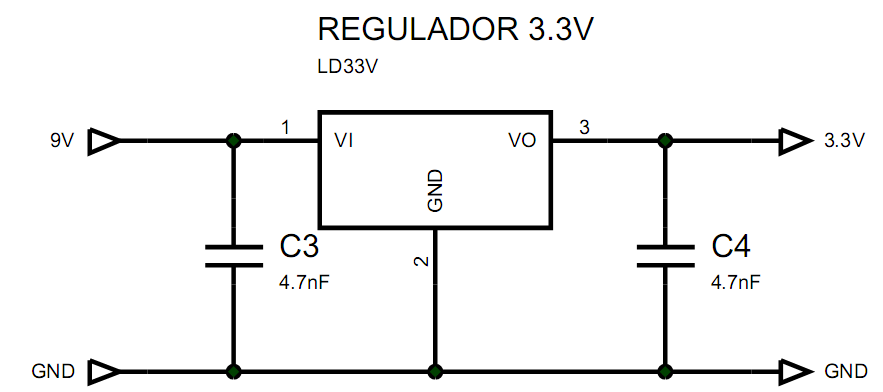 REGULADOR 3.3V
LD33V
9V
1
VI
VO
3
3.3V
GND
2
C3
4.7nF
C4
4.7nF
GND
GND